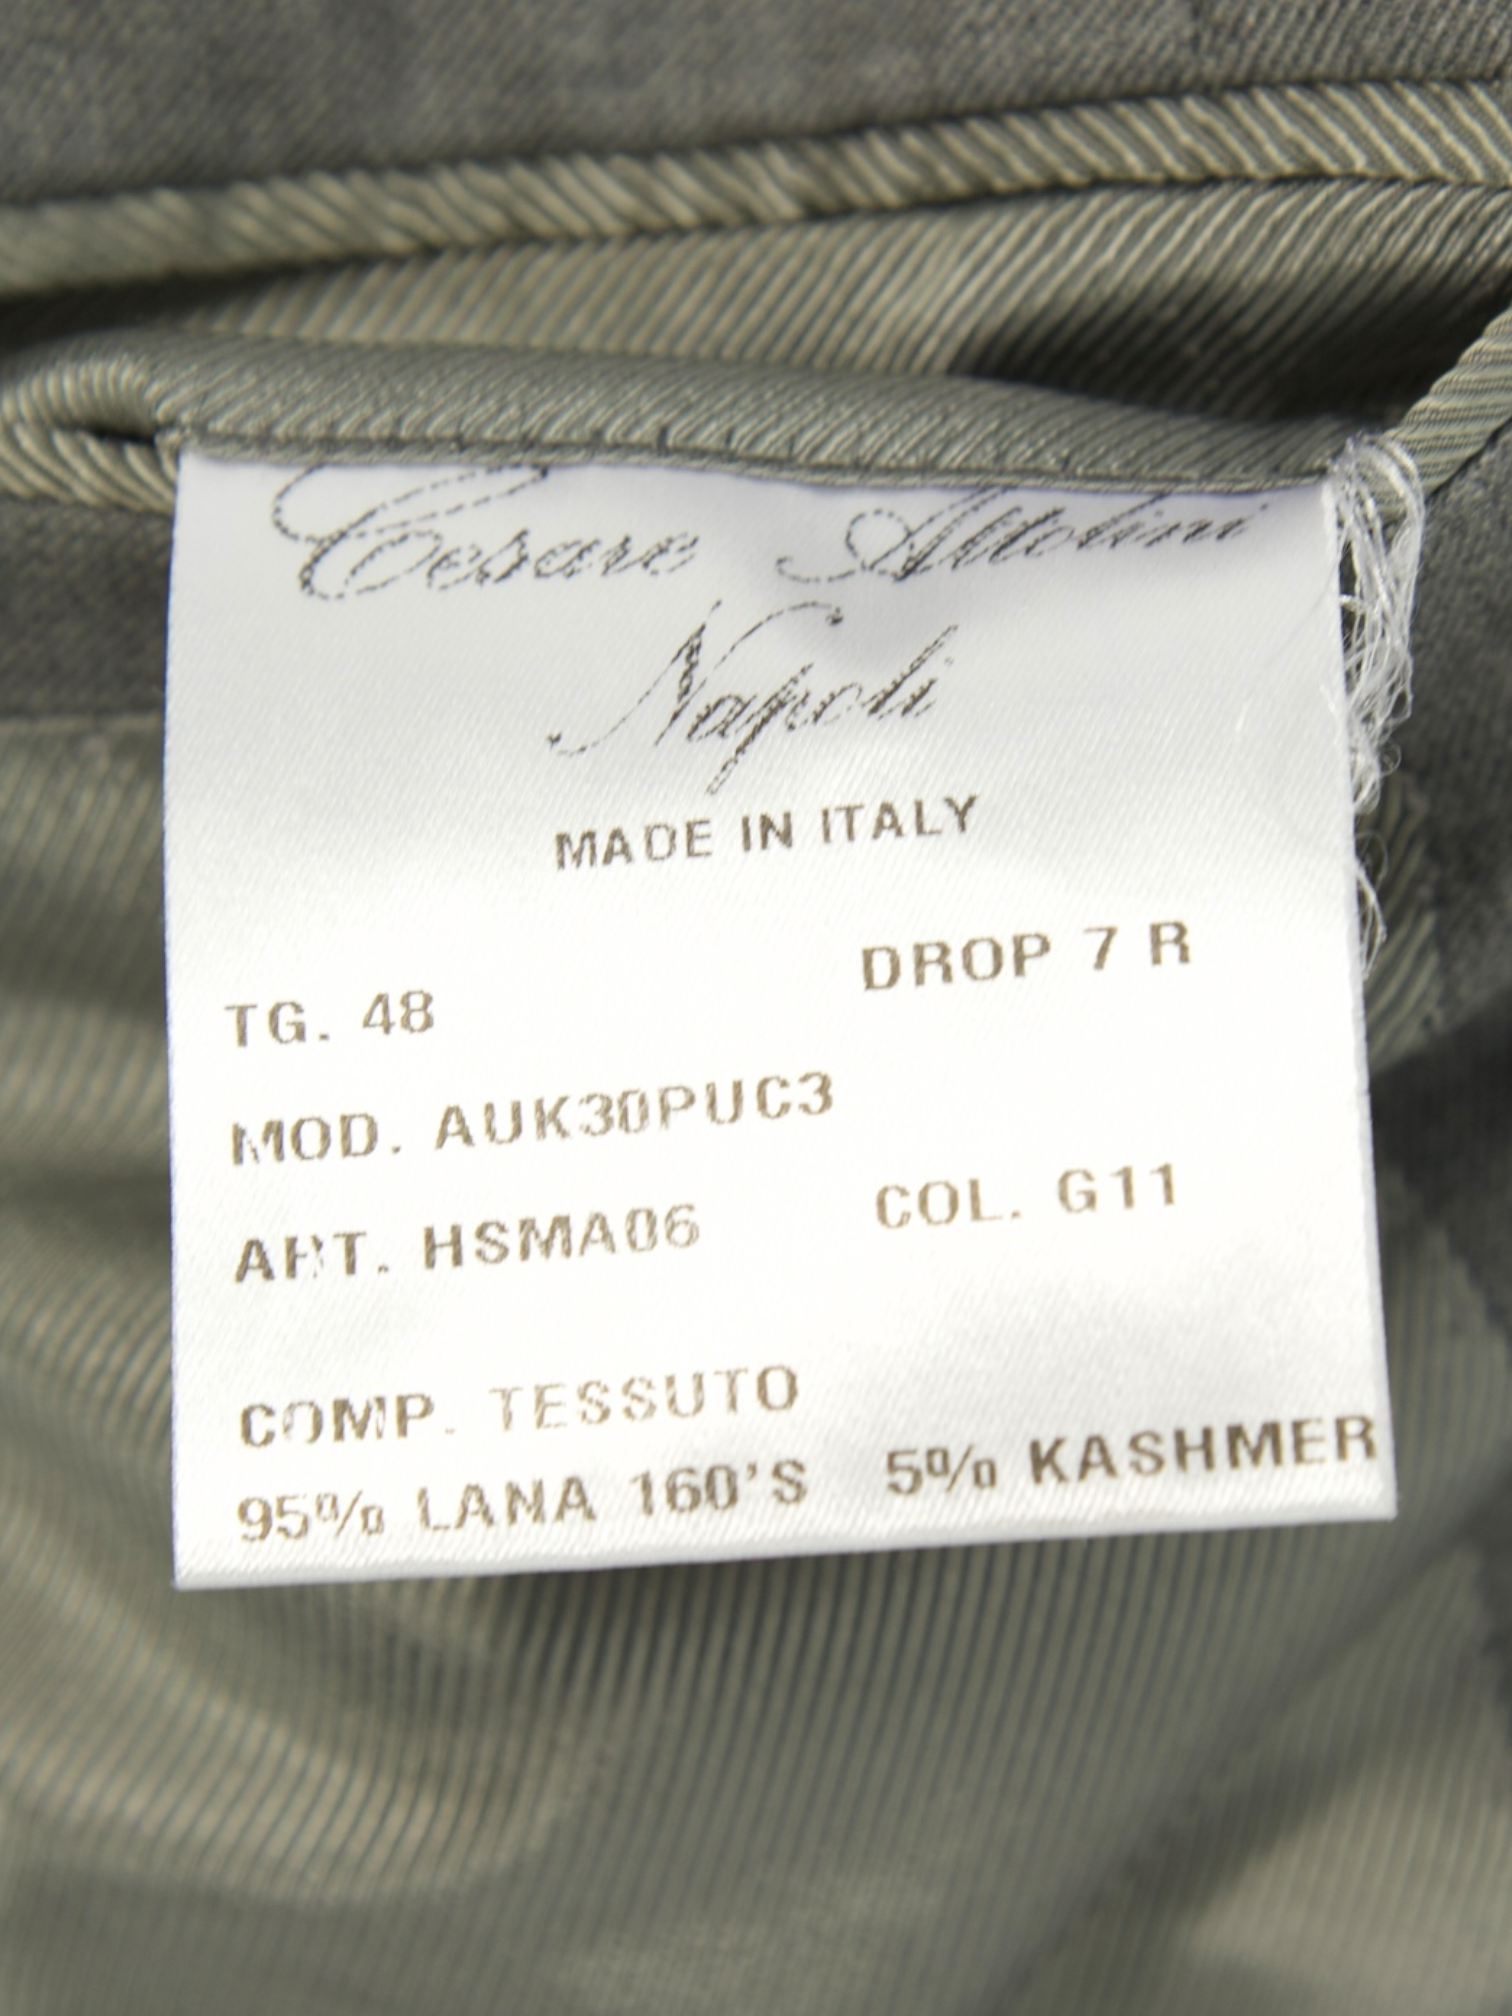 Cesare Attolini
Napoli
MADE IN ITALY
TG. 48 DROP 7 R
MOD. AUK30PUC3
ART. HSMA06 COL. G11
COMP. TESSUTO
95% LANA 160'S 5% KASHMER